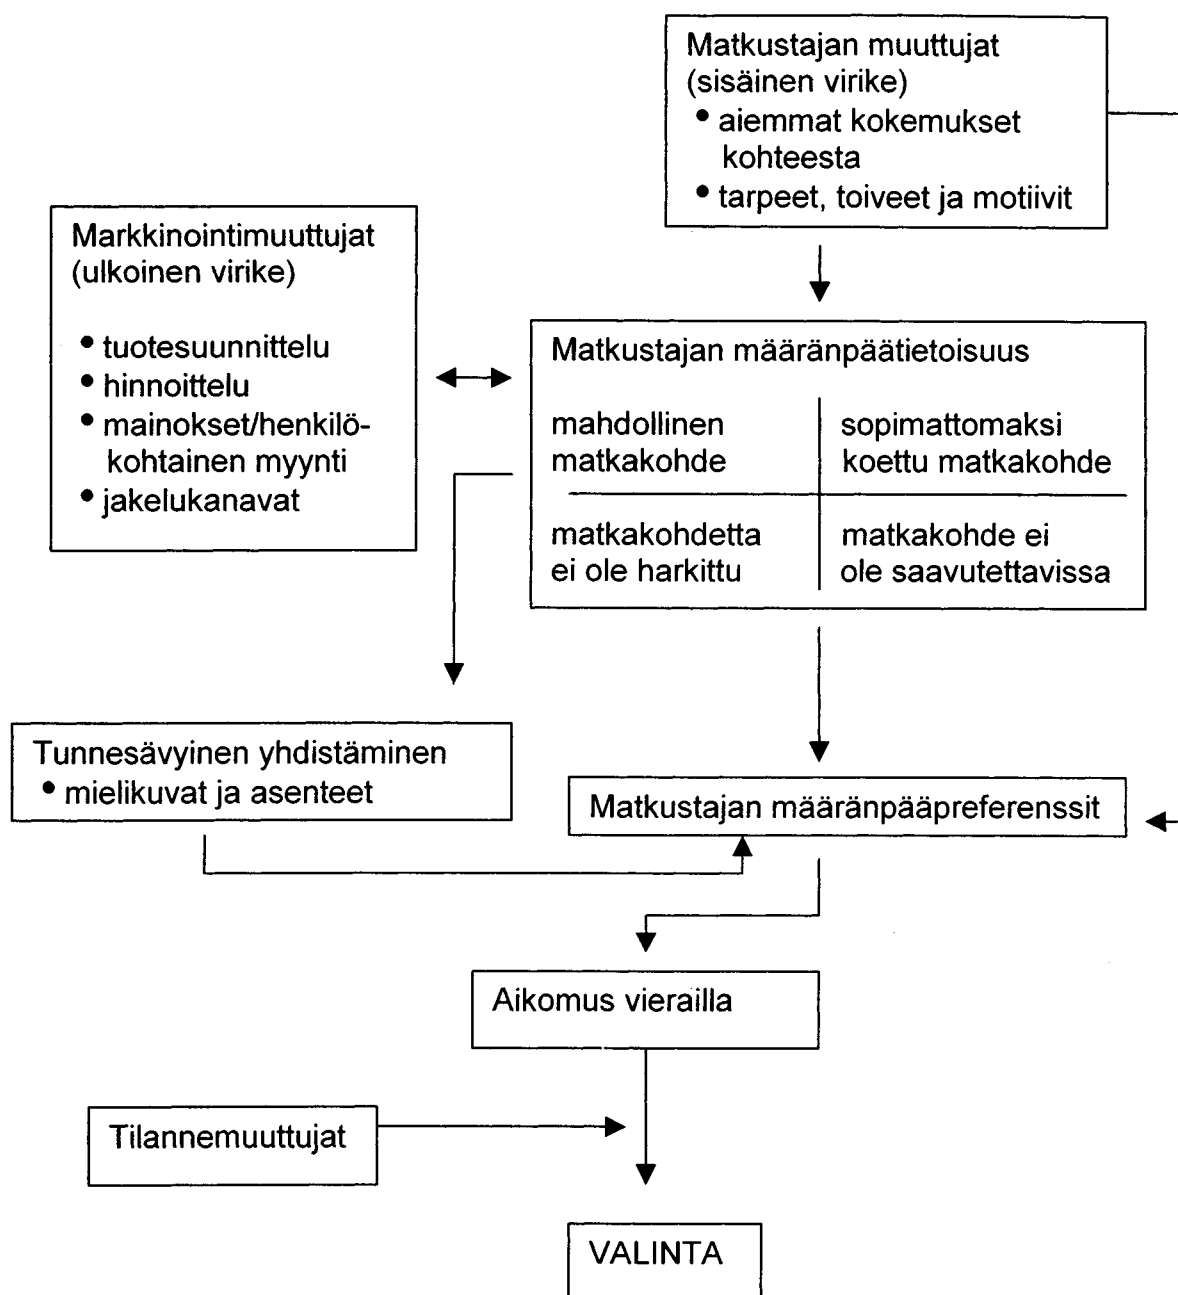 Matkustajan muuttujat
(sisäinen virike)
• aiemmat kokemukset
kohteesta
• tarpeet, toiveet ja motiivit
Markkinointimuuttujat
(ulkoinen virike)
• tuotesuunnittelu
• hinnoittelu
• mainokset/henkilö-
kohtainen myynti
• jakelukanavat
Matkustajan määränpäätietoisuus
mahdollinen
matkakohde
sopimattomaksi
koettu matkakohde
matkakohdetta
ei ole harkittu
matkakohde ei
ole saavutettavissa
Tunnesävyinen yhdistäminen
• mielikuvat ja asenteet
Matkustajan määränpääpreferenssit
Aikomus vierailla
Tilannemuuttujat
VALINTA